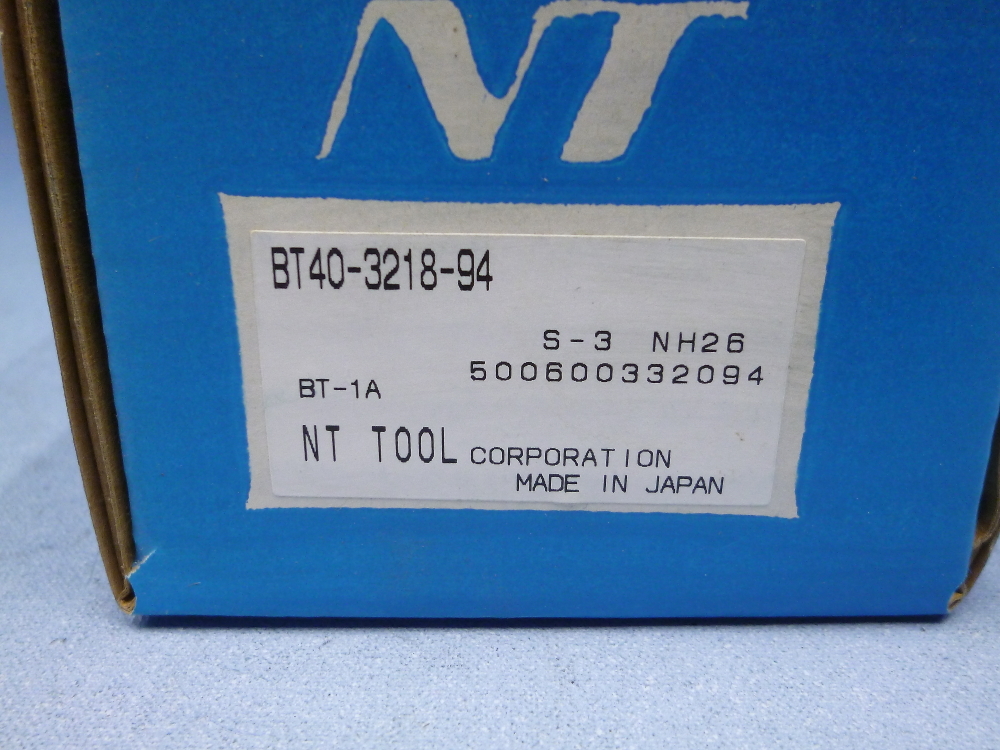 NT
BT40-3218-94
S-3 NH26
500600332094
BT-1A
NT TOOL CORPORATION
MADE IN JAPAN